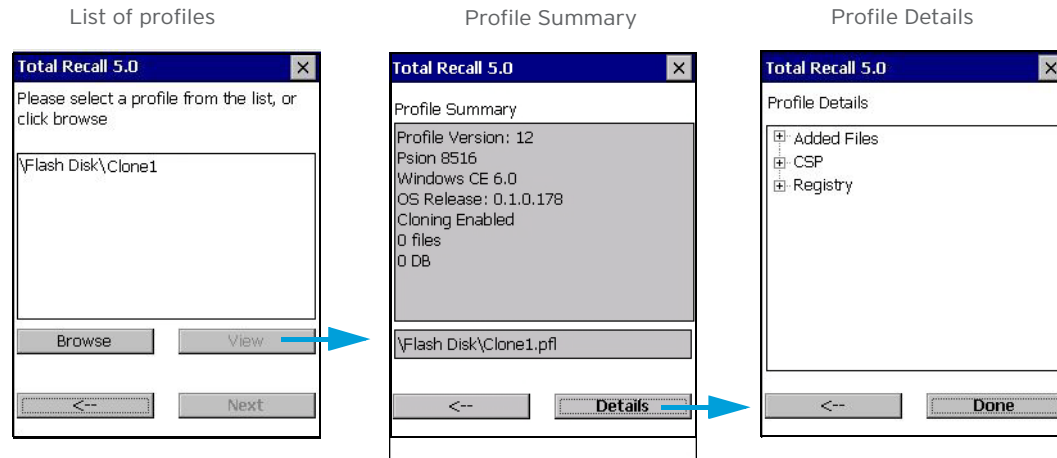 List of profiles
Total Recall 5.0
Please select a profile from the list, or
click browse
\Flash Disk\Clone1
Browse
View
<--
Next
Profile Summary
Total Recall 5.0
Profile Summary
Profile Version: 12
Psion 8516
Windows CE 6.0
OS Release: 0.1.0.178
Cloning Enabled
0 files
0 DB
\Flash Disk\Clone1.pfl
<--
Details
Profile Details
Total Recall 5.0
Profile Details
Added Files
CSP
Registry
<--
Done